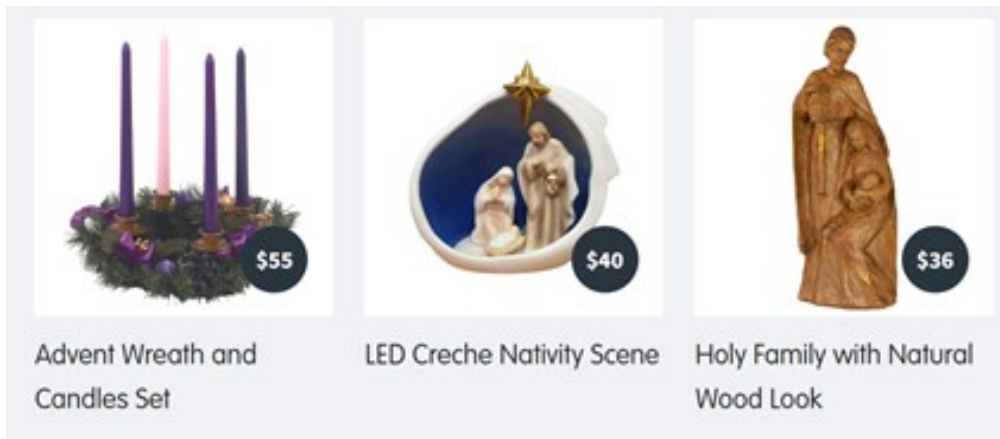 $55
$40
$36
Advent Wreath and
Candles Set
LED Creche Nativity Scene
Holy Family with Natural
Wood Look